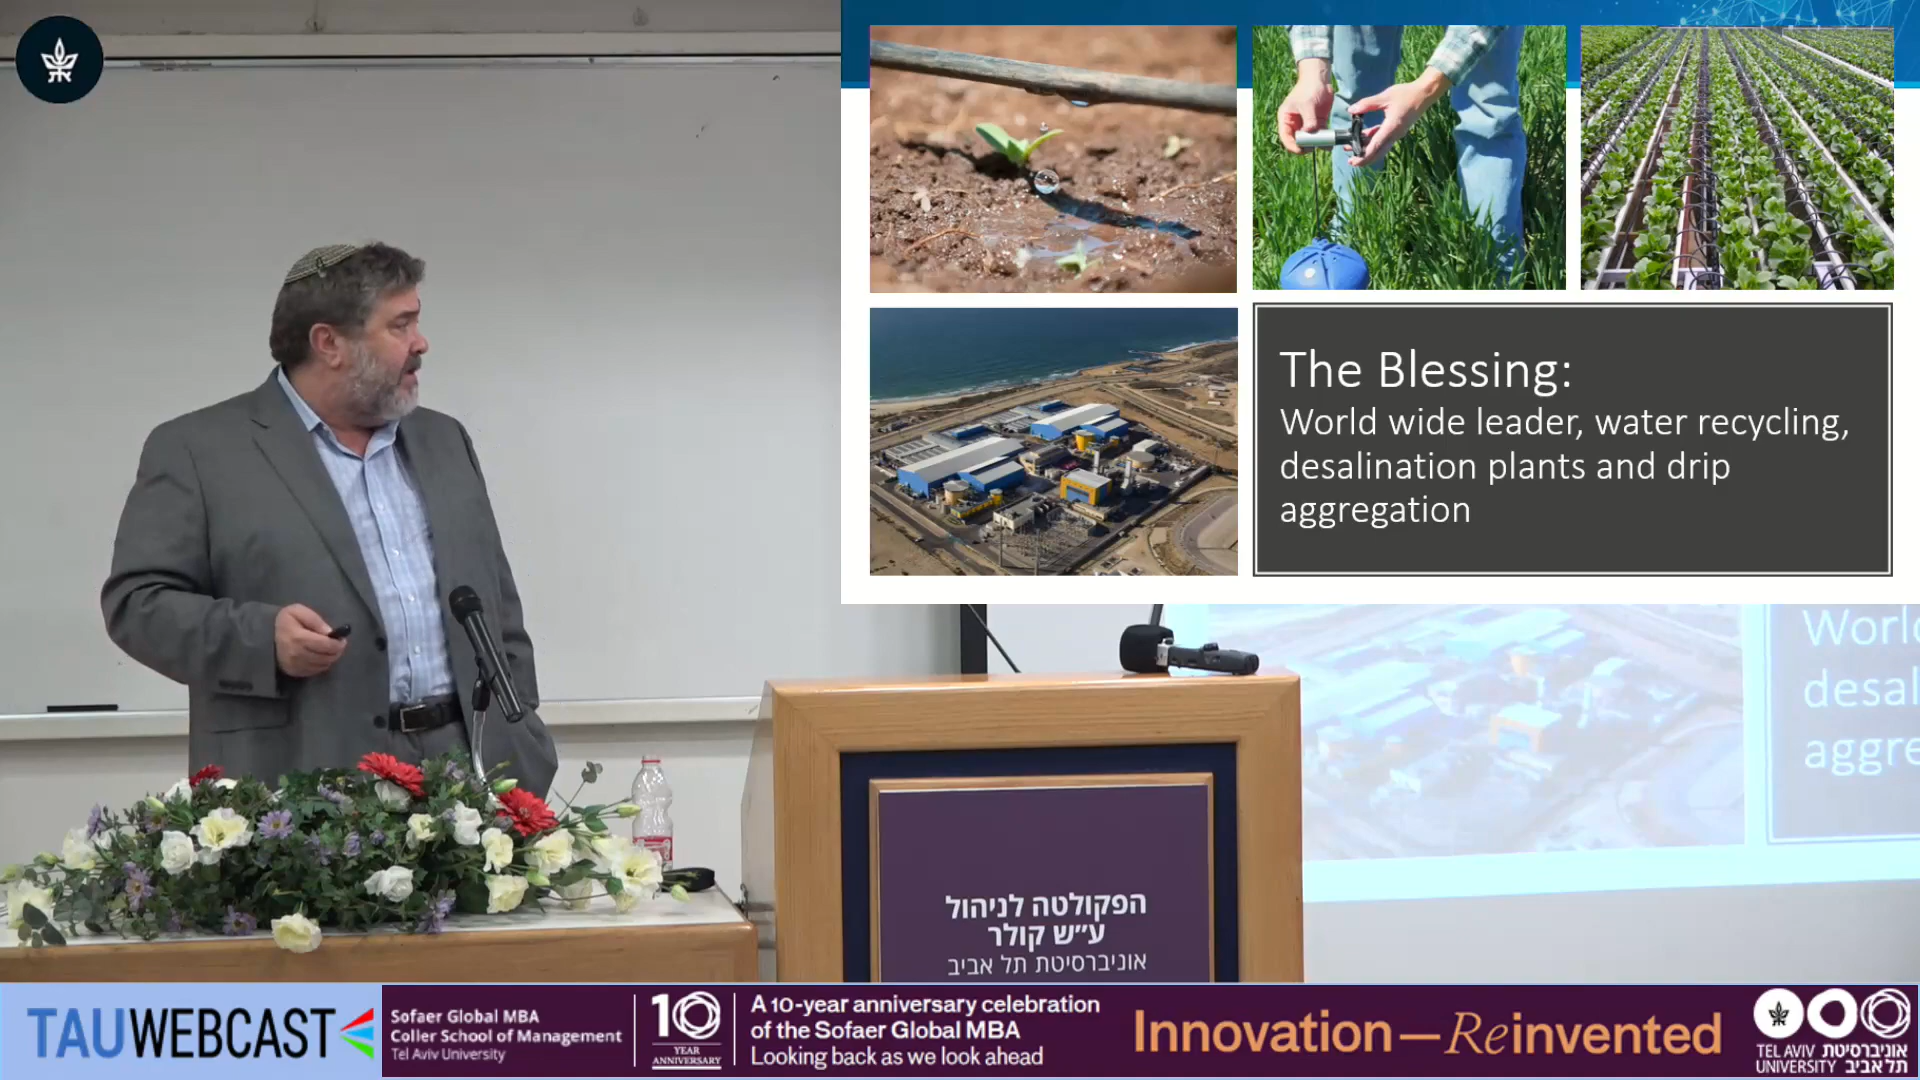 The Blessing:
World wide leader, water recycling,
desalination plants and drip
aggregation
הפקולטה לניהול
ע״ש קולר
אוניברסיטת תל אביב
TAUWEBCAST
Sofaer Global MBA
Coller School of Management
Tel Aviv University
10
YEAR
ANNIVERSARY
A 10-year anniversary celebration
of the Sofaer Global MBA
Looking back as we look ahead
Innovation—Reinvented
TEL AVIV אוניברסיטת
UNIVERSITY תל אביב